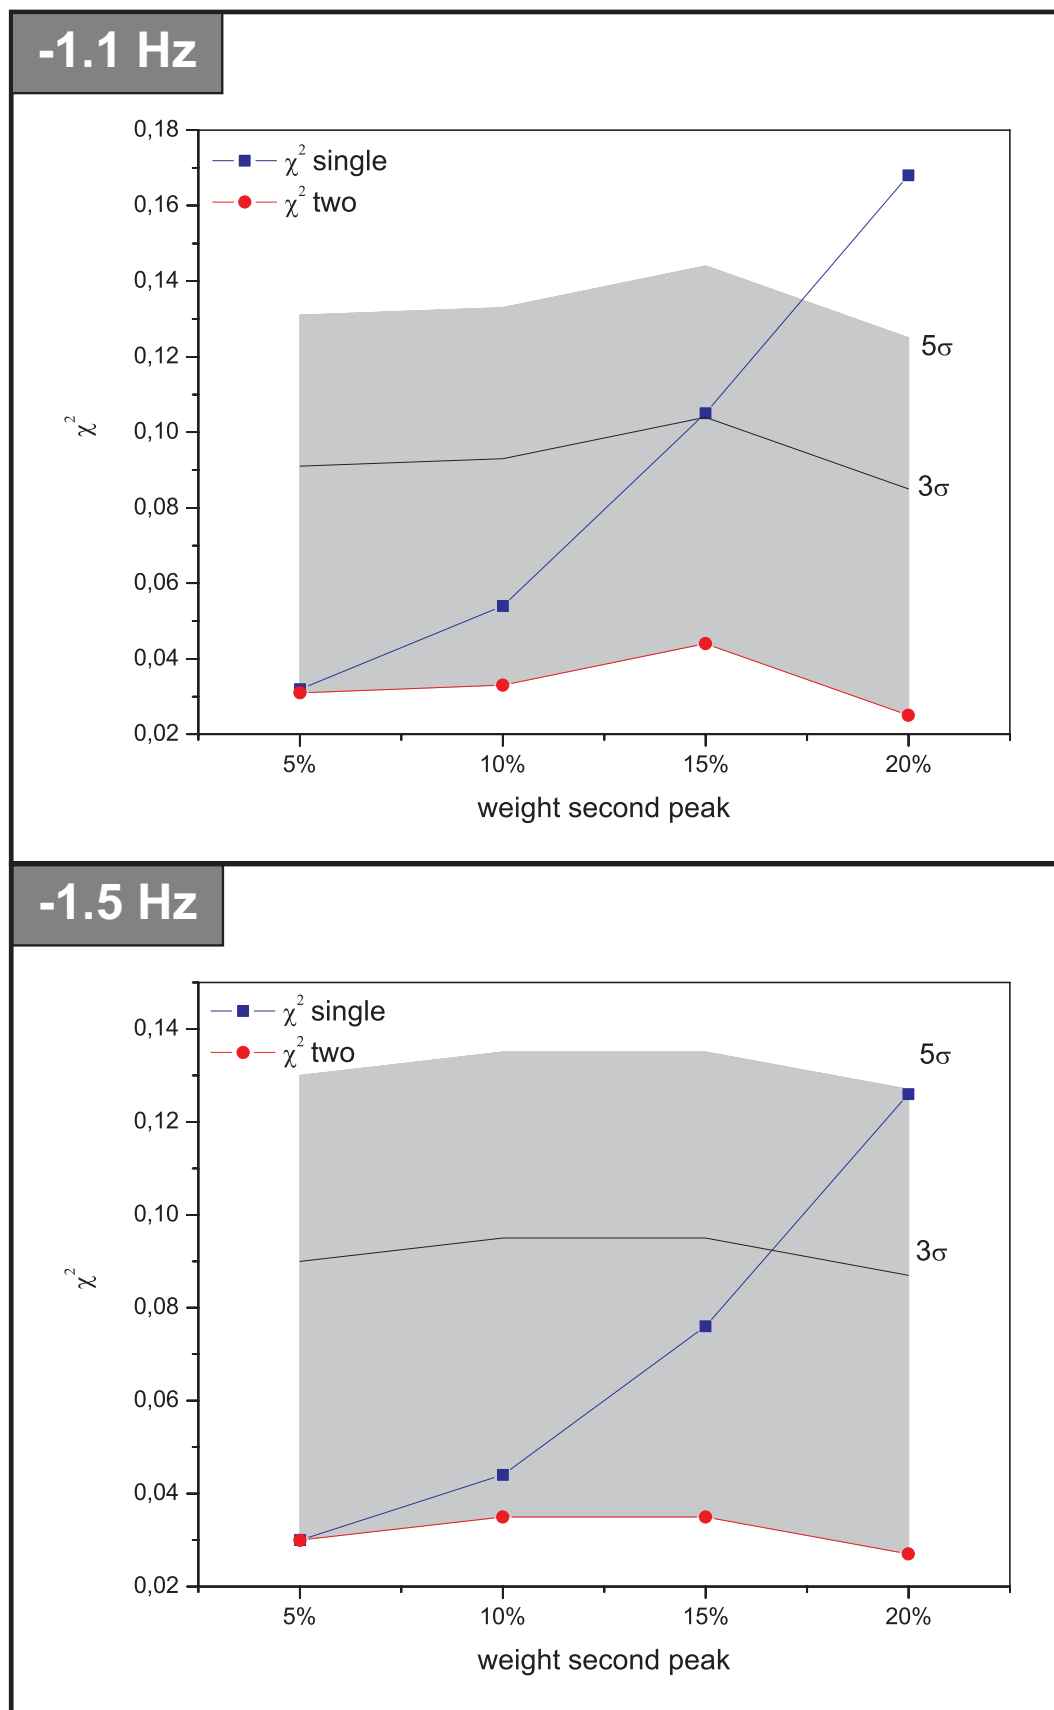 -1.1 Hz
0,18
χ² single
χ² two
0,16
0,14
0,12
0,10
0,08
0,06
0,04
0,02
χ²
5σ
3σ
5%
10%
15%
20%
weight second peak
-1.5 Hz
χ² single
χ² two
0,14
0,12
0,10
0,08
0,06
0,04
0,02
χ²
5σ
3σ
5%
10%
15%
20%
weight second peak